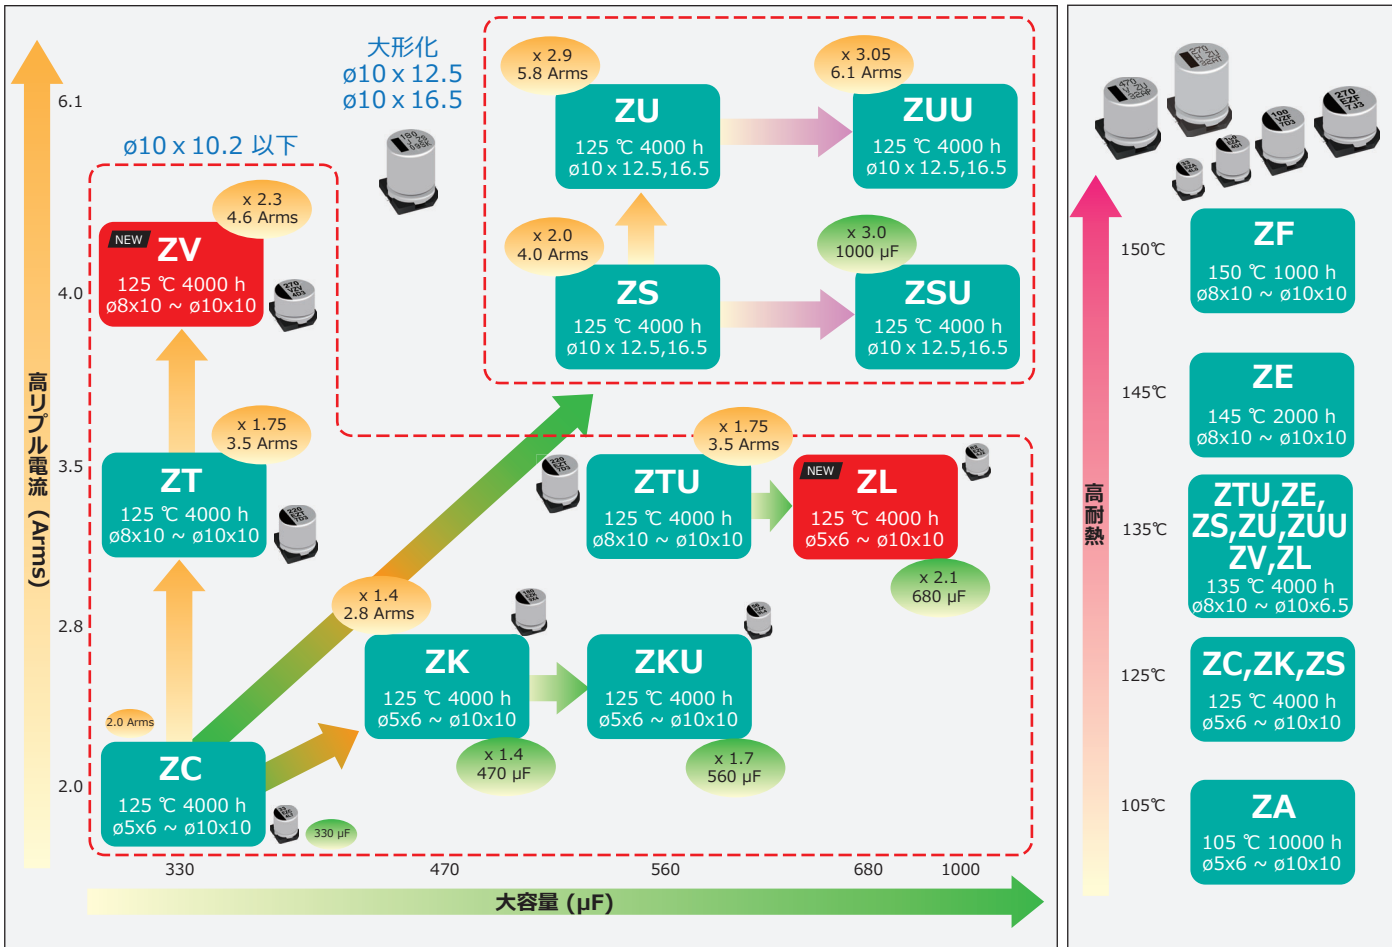 大形化
ø10 x 12.5
ø10 x 16.5
ø10 x 10.2 以下
高リプル電流 (Arms)
6.1
4.0
3.5
2.8
2.0
x 2.9
5.8 Arms
ZU
125 ℃ 4000 h
ø10 x 12.5,16.5
x 3.05
6.1 Arms
ZUU
125 ℃ 4000 h
ø10 x 12.5,16.5
x 2.3
4.6 Arms
NEW
ZV
125 ℃ 4000 h
ø8x10 ~ ø10x10
x 2.0
4.0 Arms
ZS
125 ℃ 4000 h
ø10 x 12.5,16.5
x 3.0
1000 µF
ZSU
125 ℃ 4000 h
ø10 x 12.5,16.5
x 1.75
3.5 Arms
ZT
125 ℃ 4000 h
ø8x10 ~ ø10x10
x 1.75
3.5 Arms
ZTU
125 ℃ 4000 h
ø8x10 ~ ø10x10
NEW
ZL
125 ℃ 4000 h
ø5x6 ~ ø10x10
x 2.1
680 µF
x 1.4
2.8 Arms
ZK
125 ℃ 4000 h
ø5x6 ~ ø10x10
x 1.4
470 µF
ZKU
125 ℃ 4000 h
ø5x6 ~ ø10x10
x 1.7
560 µF
2.0 Arms
ZC
125 ℃ 4000 h
ø5x6 ~ ø10x10
330 µF
330
470
560
680
1000
大容量 (µF)
270
EZF
7J3
100
VZF
7D3
高耐熱
150℃
145℃
135℃
125℃
105℃
ZF
150 ℃ 1000 h
ø8x10 ~ ø10x10
ZE
145 ℃ 2000 h
ø8x10 ~ ø10x10
ZTU,ZE,
ZS,ZU,ZUU
ZV,ZL
135 ℃ 4000 h
ø8x10 ~ ø10x6.5
ZC,ZK,ZS
125 ℃ 4000 h
ø5x6 ~ ø10x10
ZA
105 ℃ 10000 h
ø5x6 ~ ø10x10